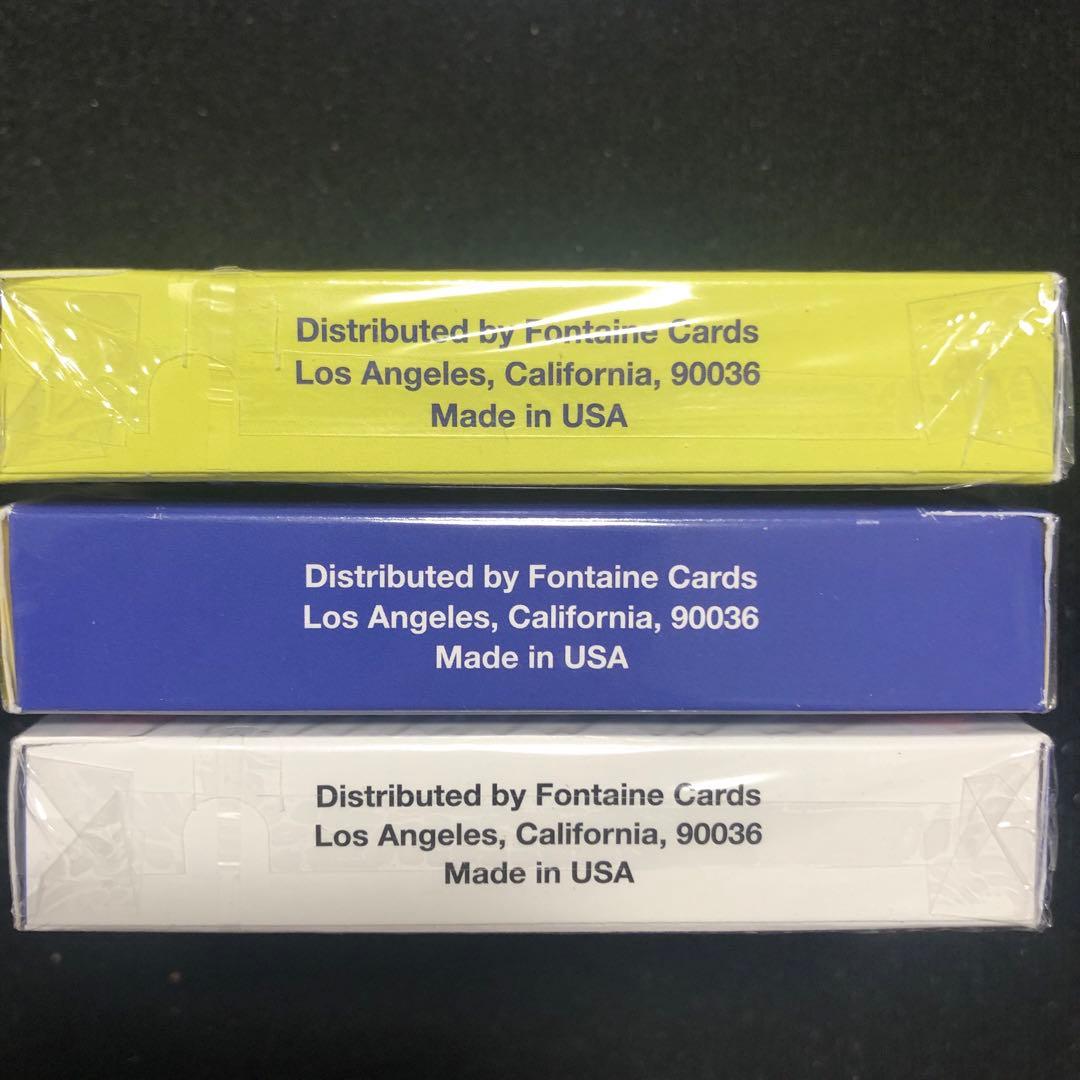 Distributed by Fontaine Cards
Los Angeles, California, 90036
Made in USA
Distributed by Fontaine Cards
Los Angeles, California, 90036
Made in USA
Distributed by Fontaine Cards
Los Angeles, California, 90036
Made in USA